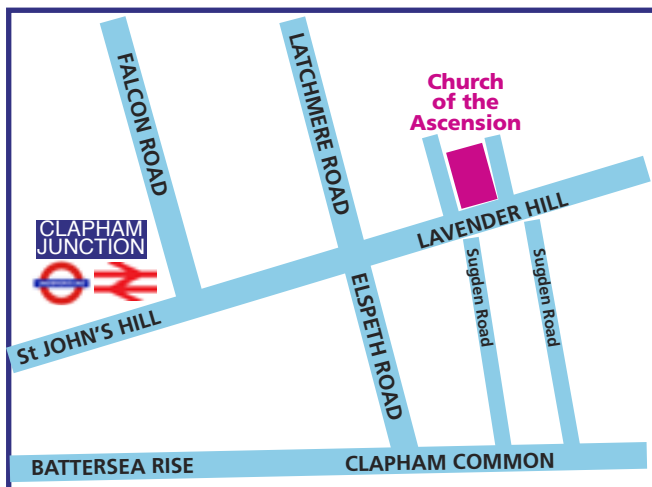 FALCON ROAD
LATCHMERE ROAD
Church
of the
Ascension
CLAPHAM
JUNCTION
LAVENDER HILL
St JOHN'S HILL
ELSPETH ROAD
Sugden Road
Sugden Road
BATTERSEA RISE
CLAPHAM COMMON